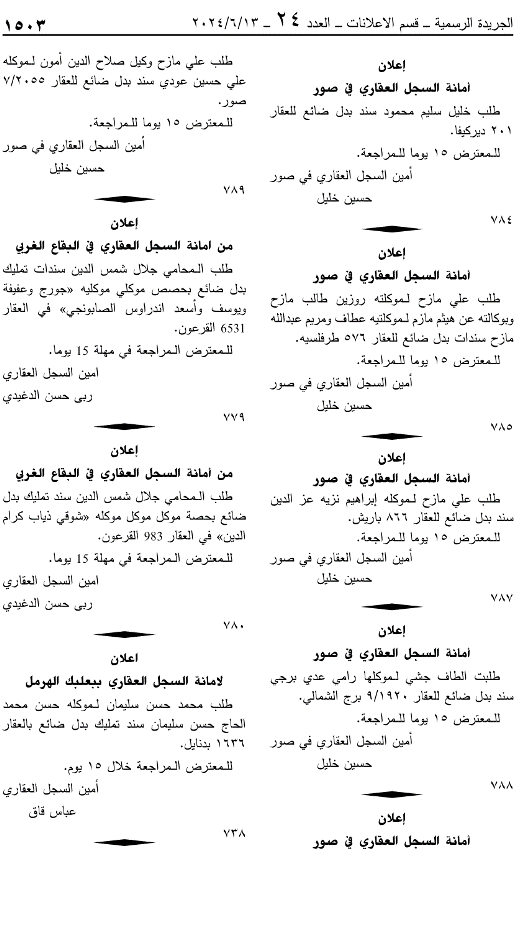 الجريدة الرسمية – قسم الاعلانات – العدد ٢٤ – ٢٠٢٤/٦/١٣
١٥٠٣
إعلان
أمانة السجل العقاري في صور
طلب خليل سليم محمود سند بدل ضائع للعقار
٢٠١ ديركيفا.
للمعترض ١٥ يوما للمراجعة.
أمين السجل العقاري في صور
حسين خليل
٧٨٤
إعلان
أمانة السجل العقاري في صور
طلب علي مازح لموكلته روزين طالب مازح
وبوكالته عن هيثم مازم لموكلتيه عطاف ومريم عبدالله
مازح سندات بدل ضائع للعقار ٥٧٦ طرفلسيه.
للمعترض ١٥ يوما للمراجعة.
أمين السجل العقاري في صور
حسين خليل
٧٨٥
إعلان
أمانة السجل العقاري في صور
طلب علي مازح لموكله إبراهيم نزيه عز الدين
سند بدل ضائع للعقار ٨٦٦ باريش.
للمعترض ١٥ يوما للمراجعة.
أمين السجل العقاري في صور
حسين خليل
٧٨٧
إعلان
أمانة السجل العقاري في صور
طلبت الطاف جشي لموكلها رامي عدي برجي
سند بدل ضائع للعقار ٩/١٩٢٠ برج الشمالي.
للمعترض ١٥ يوما للمراجعة.
أمين السجل العقاري في صور
حسين خليل
٧٨٨
إعلان
أمانة السجل العقاري في صور
طلب علي مازح وكيل صلاح الدين أمون لموكله
علي حسين عودي سند بدل ضائع للعقار ٧/٢٠٥٥
صور.
للمعترض ١٥ يوما للمراجعة.
أمين السجل العقاري في صور
حسين خليل
٧٨٩
إعلان
من امانة السجل العقاري في البقاع الغربي
طلب المحامي جلال شمس الدين سندات تمليك
بدل ضائع بحصص موكلي موكليه «جورج وعفيفة
ويوسف وأسعد اندراوس الصابونجي» في العقار
6531 القرعون.
للمعترض المراجعة في مهلة 15 يوما.
امين السجل العقاري
ربى حسن الدغيدي
٧٧٩
إعلان
من أمانة السجل العقاري في البقاع الغربي
طلب المحامي جلال شمس الدين سند تمليك بدل
ضائع بحصة موكل موكل موكله «شوقي ذياب كرام
الدين» في العقار 983 القرعون.
للمعترض المراجعة في مهلة 15 يوما.
امين السجل العقاري
ربى حسن الدغيدي
٧٨٠
اعلان
لامانة السجل العقاري ببعلبك الهرمل
طلب محمد حسن سليمان لموكله حسن محمد
الحاج حسن سليمان سند تمليك بدل ضائع بالعقار
١٦٣٦ بدنايل.
للمعترض المراجعة خلال ١٥ يوم.
أمين السجل العقاري
عباس قاق
٧٣٨